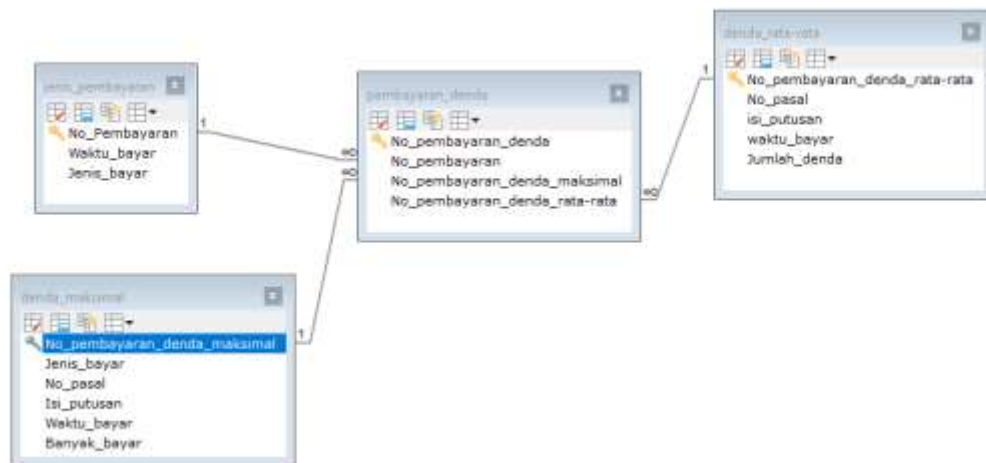 jenis_pembayaran
No_Pembayaran
Waktu_bayar
Jenis_bayar
1
pembayaran_denda
No_pembayaran_denda
No_pembayaran
No_pembayaran_denda_maksimal
No_pembayaran_denda_rata-rata
∞
∞
∞
denda_rata-rata
No_pembayaran_denda_rata-rata
No_pasal
isi_putusan
waktu_bayar
Jumlah_denda
1
denda_maksimal
No_pembayaran_denda_maksimal
Jenis_bayar
No_pasal
Isi_putusan
Waktu_bayar
Banyak_bayar
1